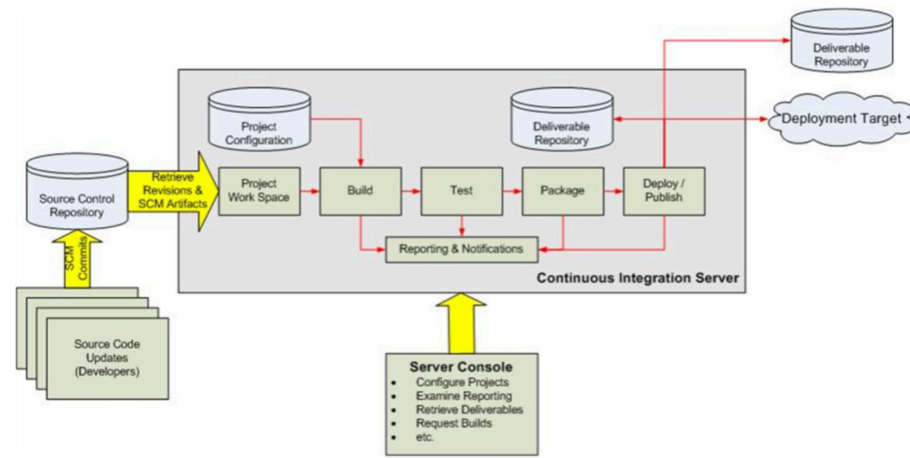 Deliverable
Repository
Project
Configuration
Deliverable
Repository
Deployment Target
Source Control
Repository
Retrieve
Revisions &
SCM Artifacts
Project
Work Space
Build
Test
Package
Deploy /
Publish
Reporting & Notifications
Continuous Integration Server
SCM
Commits
Source Code
Updates
(Developers)
Server Console
• Configure Projects
• Examine Reporting
• Retrieve Deliverables
• Request Builds
• etc.